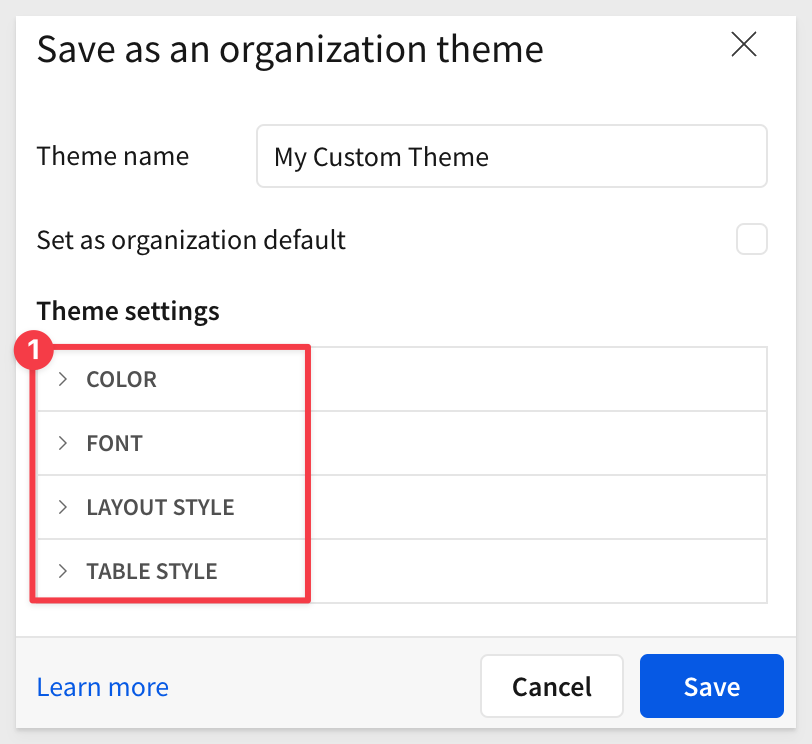 Save as an organization theme
Theme name
My Custom Theme
Set as organization default
Theme settings
1
COLOR
FONT
LAYOUT STYLE
TABLE STYLE
Learn more
Cancel
Save